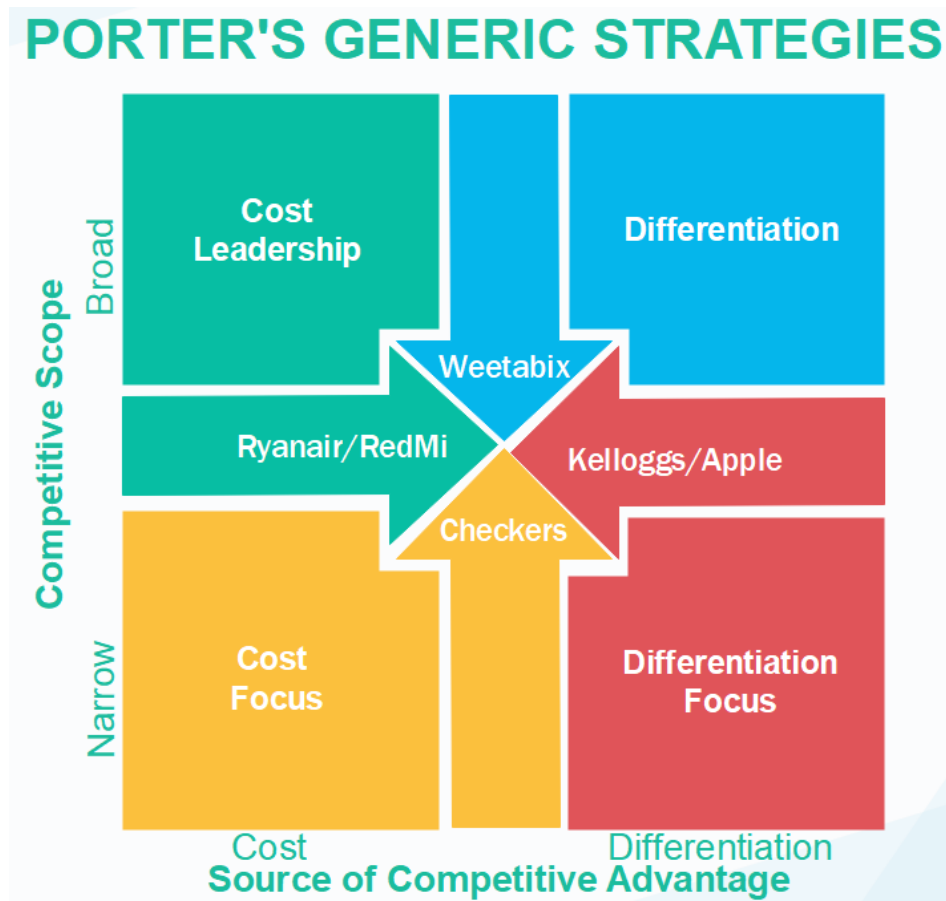 PORTER'S GENERIC STRATEGIES
Competitive Scope
Broad
Narrow
Cost
Leadership
Differentiation
Weetabix
Ryanair/RedMi
Kelloggs/Apple
Checkers
Cost
Focus
Differentiation
Focus
Cost
Differentiation
Source of Competitive Advantage